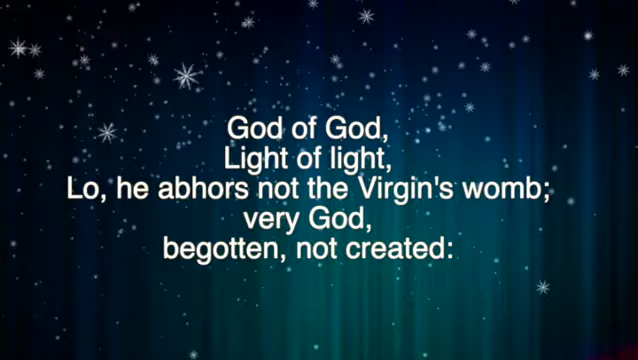 God of God,
Light of light,
Lo, he abhors not the Virgin's womb;
very God,
begotten, not created: